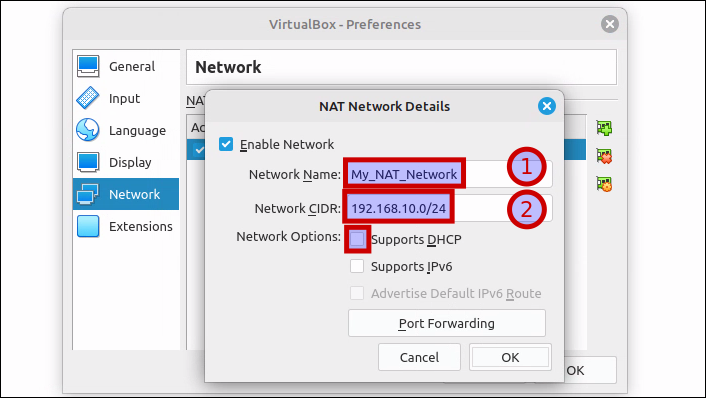 VirtualBox - Preferences
General
Input
Language
Display
Network
Extensions
Network
NAT Network Details
Enable Network
Network Name: My_NAT_Network 1
Network CIDR: 192.168.10.0/24 2
Network Options: Supports DHCP
Supports IPv6
Advertise Default IPv6 Route
Port Forwarding
Cancel OK
OK